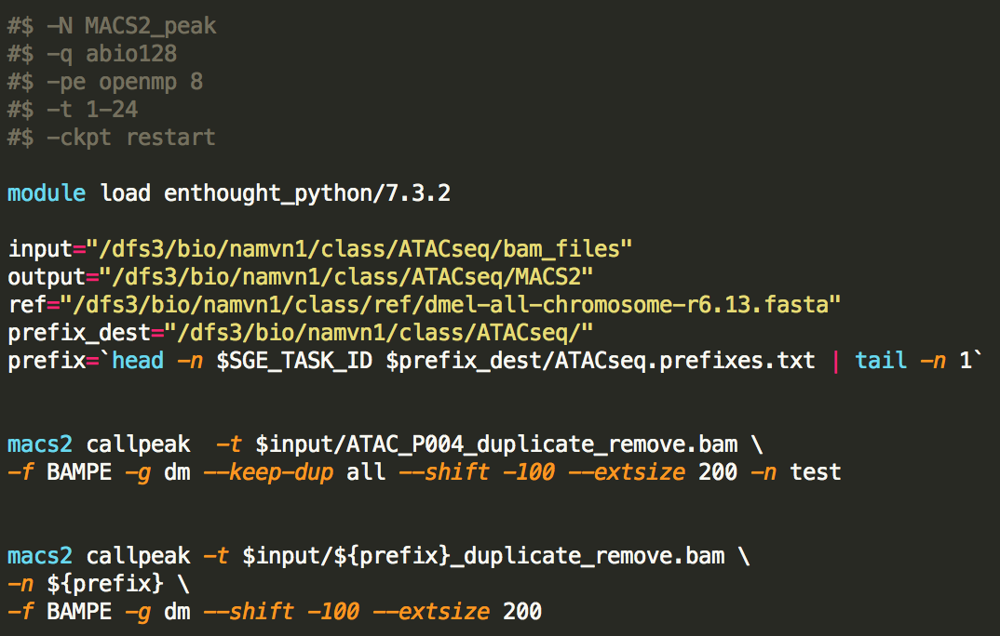 #$ -N MACS2_peak
#$ -q abio128
#$ -pe openmp 8
#$ -t 1-24
#$ -ckpt restart
module load enthought_python/7.3.2
input="/dfs3/bio/namvn1/class/ATACseq/bam_files"
output="/dfs3/bio/namvn1/class/ATACseq/MACS2"
ref="/dfs3/bio/namvn1/class/ref/dmel-all-chromosome-r6.13.fasta"
prefix_dest="/dfs3/bio/namvn1/class/ATACseq/"
prefix=`head -n $SGE_TASK_ID $prefix_dest/ATACseq.prefixes.txt | tail -n 1`
macs2 callpeak  -t $input/ATAC_P004_duplicate_remove.bam \
-f BAMPE -g dm --keep-dup all --shift -100 --extsize 200 -n test
macs2 callpeak -t $input/${prefix}_duplicate_remove.bam \
-n ${prefix} \
-f BAMPE -g dm --shift -100 --extsize 200